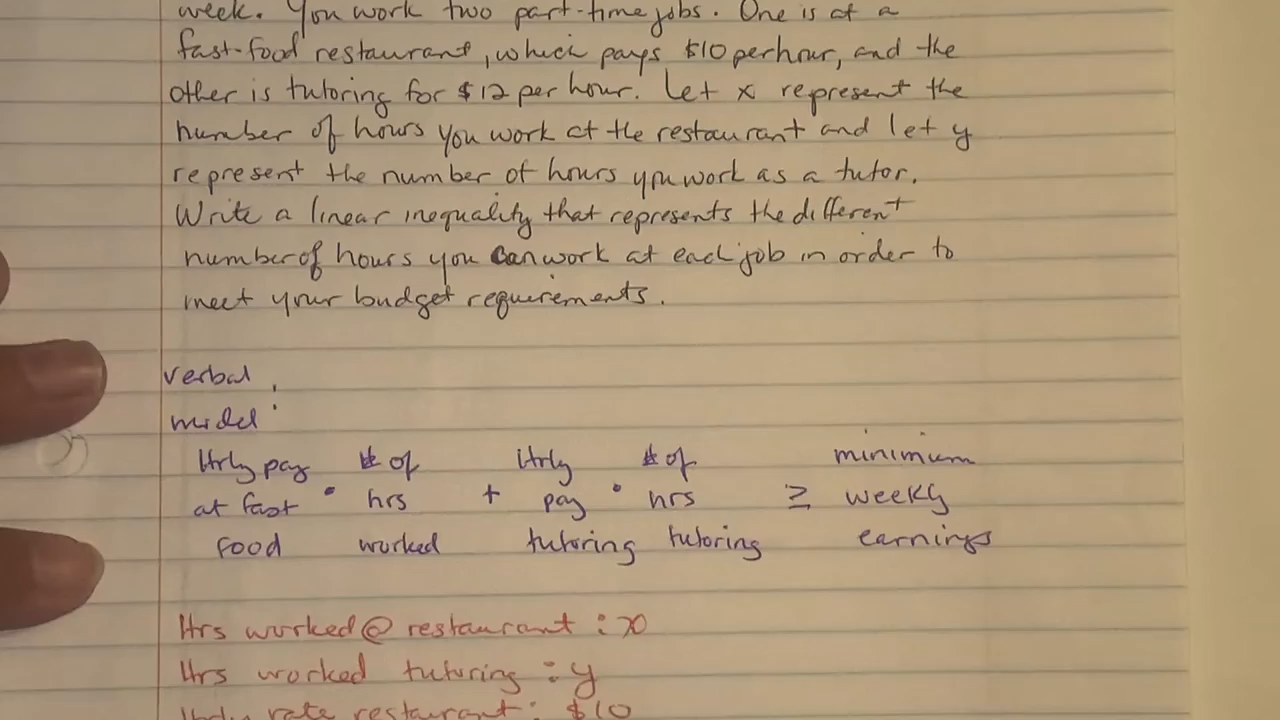 week. You work two part-time jobs. One is at a
fast-food restaurant, which pays $10 per hour, and the
other is tutoring for $12 per hour. Let x represent the
number of hours you work at the restaurant and let y
represent the number of hours you work as a tutor.
Write a linear inequality that represents the different
number of hours you can work at each job in order to
meet your budget requirements.
verbal
model:
Hrly pay # of Hrly # of minimum
at fast • hrs + pay • hrs ≥ weekly
food worked tutoring tutoring earnings
Hrs worked @ restaurant : x
Hrs worked tutoring : y
Hrly rate restaurant: $10